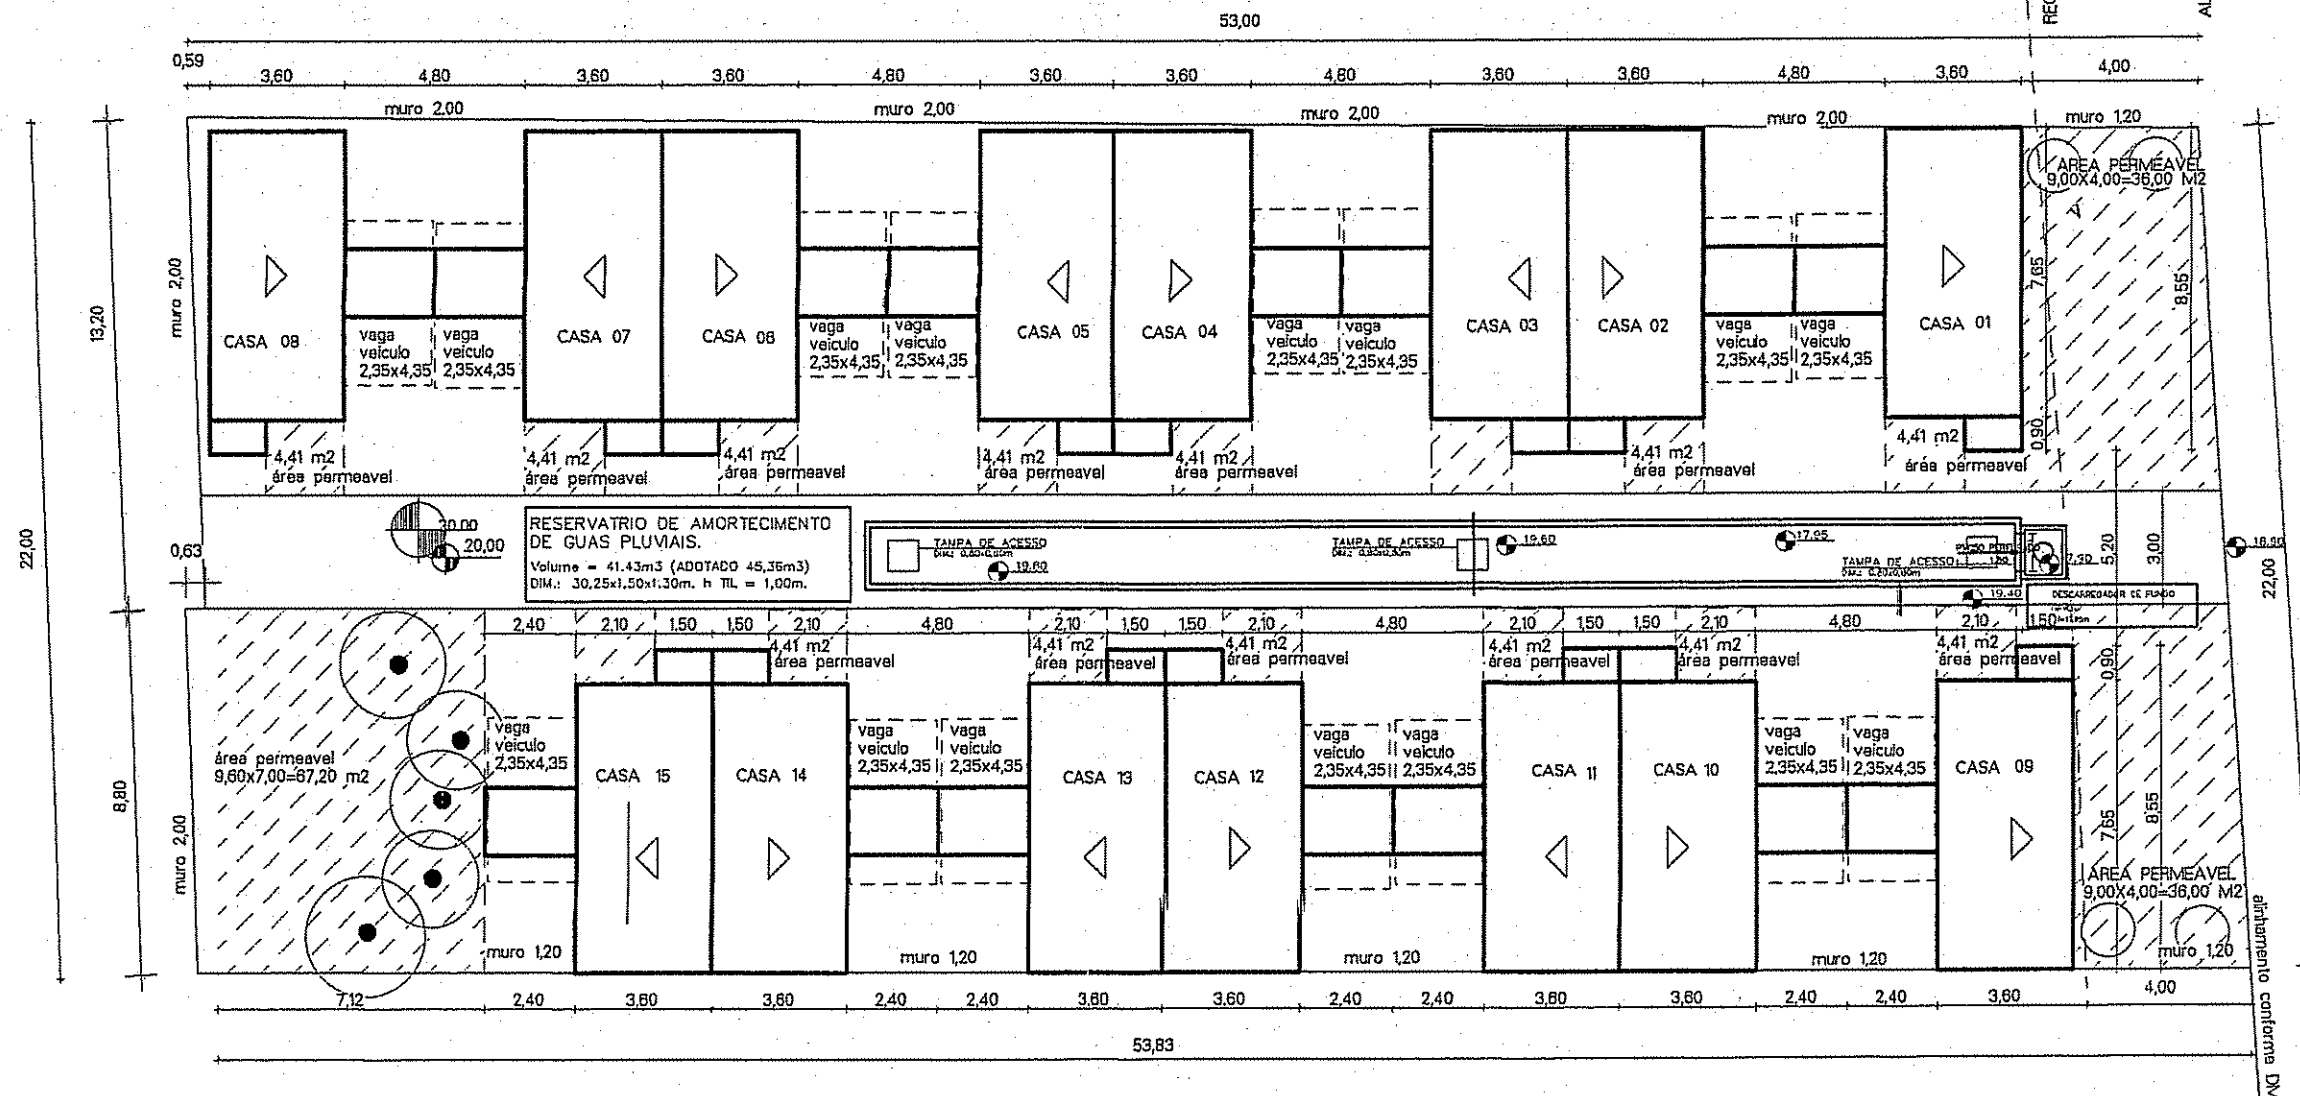 53,00
REC
AL
0,59
3,60 4,80 3,60 3,60 4,80 3,60 3,60 4,80 3,60 3,60 4,80 3,60 4,00
muro 2.00
muro 2,00
muro 2,00
muro 2,00
muro 1,20
AREA PERMEAVEL
9,00X4,00=36,00 M2
22,00
13,20
8,80
0,63
muro 2,00
muro 2,00
CASA 08
vaga
veiculo
2,35x4,35
vaga
veiculo
2,35x4,35
CASA 07
CASA 06
vaga
veiculo
2,35x4,35
vaga
veiculo
2,35x4,35
CASA 05
CASA 04
vaga
veiculo
2,35x4,35
vaga
veiculo
2,35x4,35
CASA 03
CASA 02
vaga
veiculo
2,35x4,35
vaga
veiculo
2,35x4,35
CASA 01
7,65
8,55
0,90
4,41 m2
área permeavel
4,41 m2
área permeavel
4,41 m2
área permeavel
4,41 m2
área permeavel
4,41 m2
área permeavel
4,41 m2
área permeavel
4,41 m2
área permeavel
30,00
20,00
RESERVATRIO DE AMORTECIMENTO
DE GUAS PLUVIAIS.
Volume = 41.43m3 (ADOTADO 45,36m3)
DIM.: 30,25x1,50x1,30m. h TIL = 1,00m.
TAMPA DE ACESSO
19,60
TAMPA DE ACESSO
19,60
17,95
TAMPA DE ACESSO
19,40
5,20
3,00
22,00
DESCARREGADOR DE FUNDO
2,40 2,10 1,50 1,50 2,10 4,80 2,10 1,50 1,50 2,10 4,80 2,10 1,50 1,50 2,10 4,80 2,10 1,50
4,41 m2
área permeavel
4,41 m2
área permeavel
4,41 m2
área permeavel
4,41 m2
área permeavel
4,41 m2
área permeavel
4,41 m2
área permeavel
0,90
área permeavel
9,60x7,00=67,20 m2
vaga
veiculo
2,35x4,35
CASA 15
CASA 14
vaga
veiculo
2,35x4,35
vaga
veiculo
2,35x4,35
CASA 13
CASA 12
vaga
veiculo
2,35x4,35
vaga
veiculo
2,35x4,35
CASA 11
CASA 10
vaga
veiculo
2,35x4,35
vaga
veiculo
2,35x4,35
CASA 09
7,65
8,55
AREA PERMEAVEL
9,00X4,00=36,00 M2
muro 1,20
muro 1,20
muro 1,20
muro 1,20
muro 1,20
alinhamento conforme
7,12 2,40 3,60 3,60 2,40 2,40 3,60 3,60 2,40 2,40 3,60 3,60 2,40 2,40 3,60 4,00
53,83